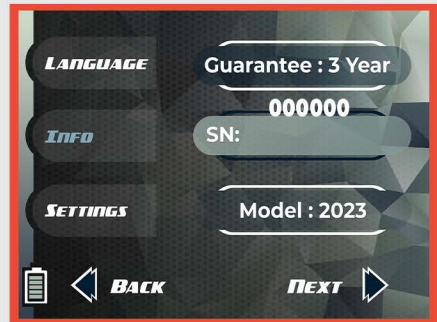 LANGUAGE
Guarantee : 3 Year
000000
INFO
SN:
SETTINGS
Model : 2023
BACK
NEXT